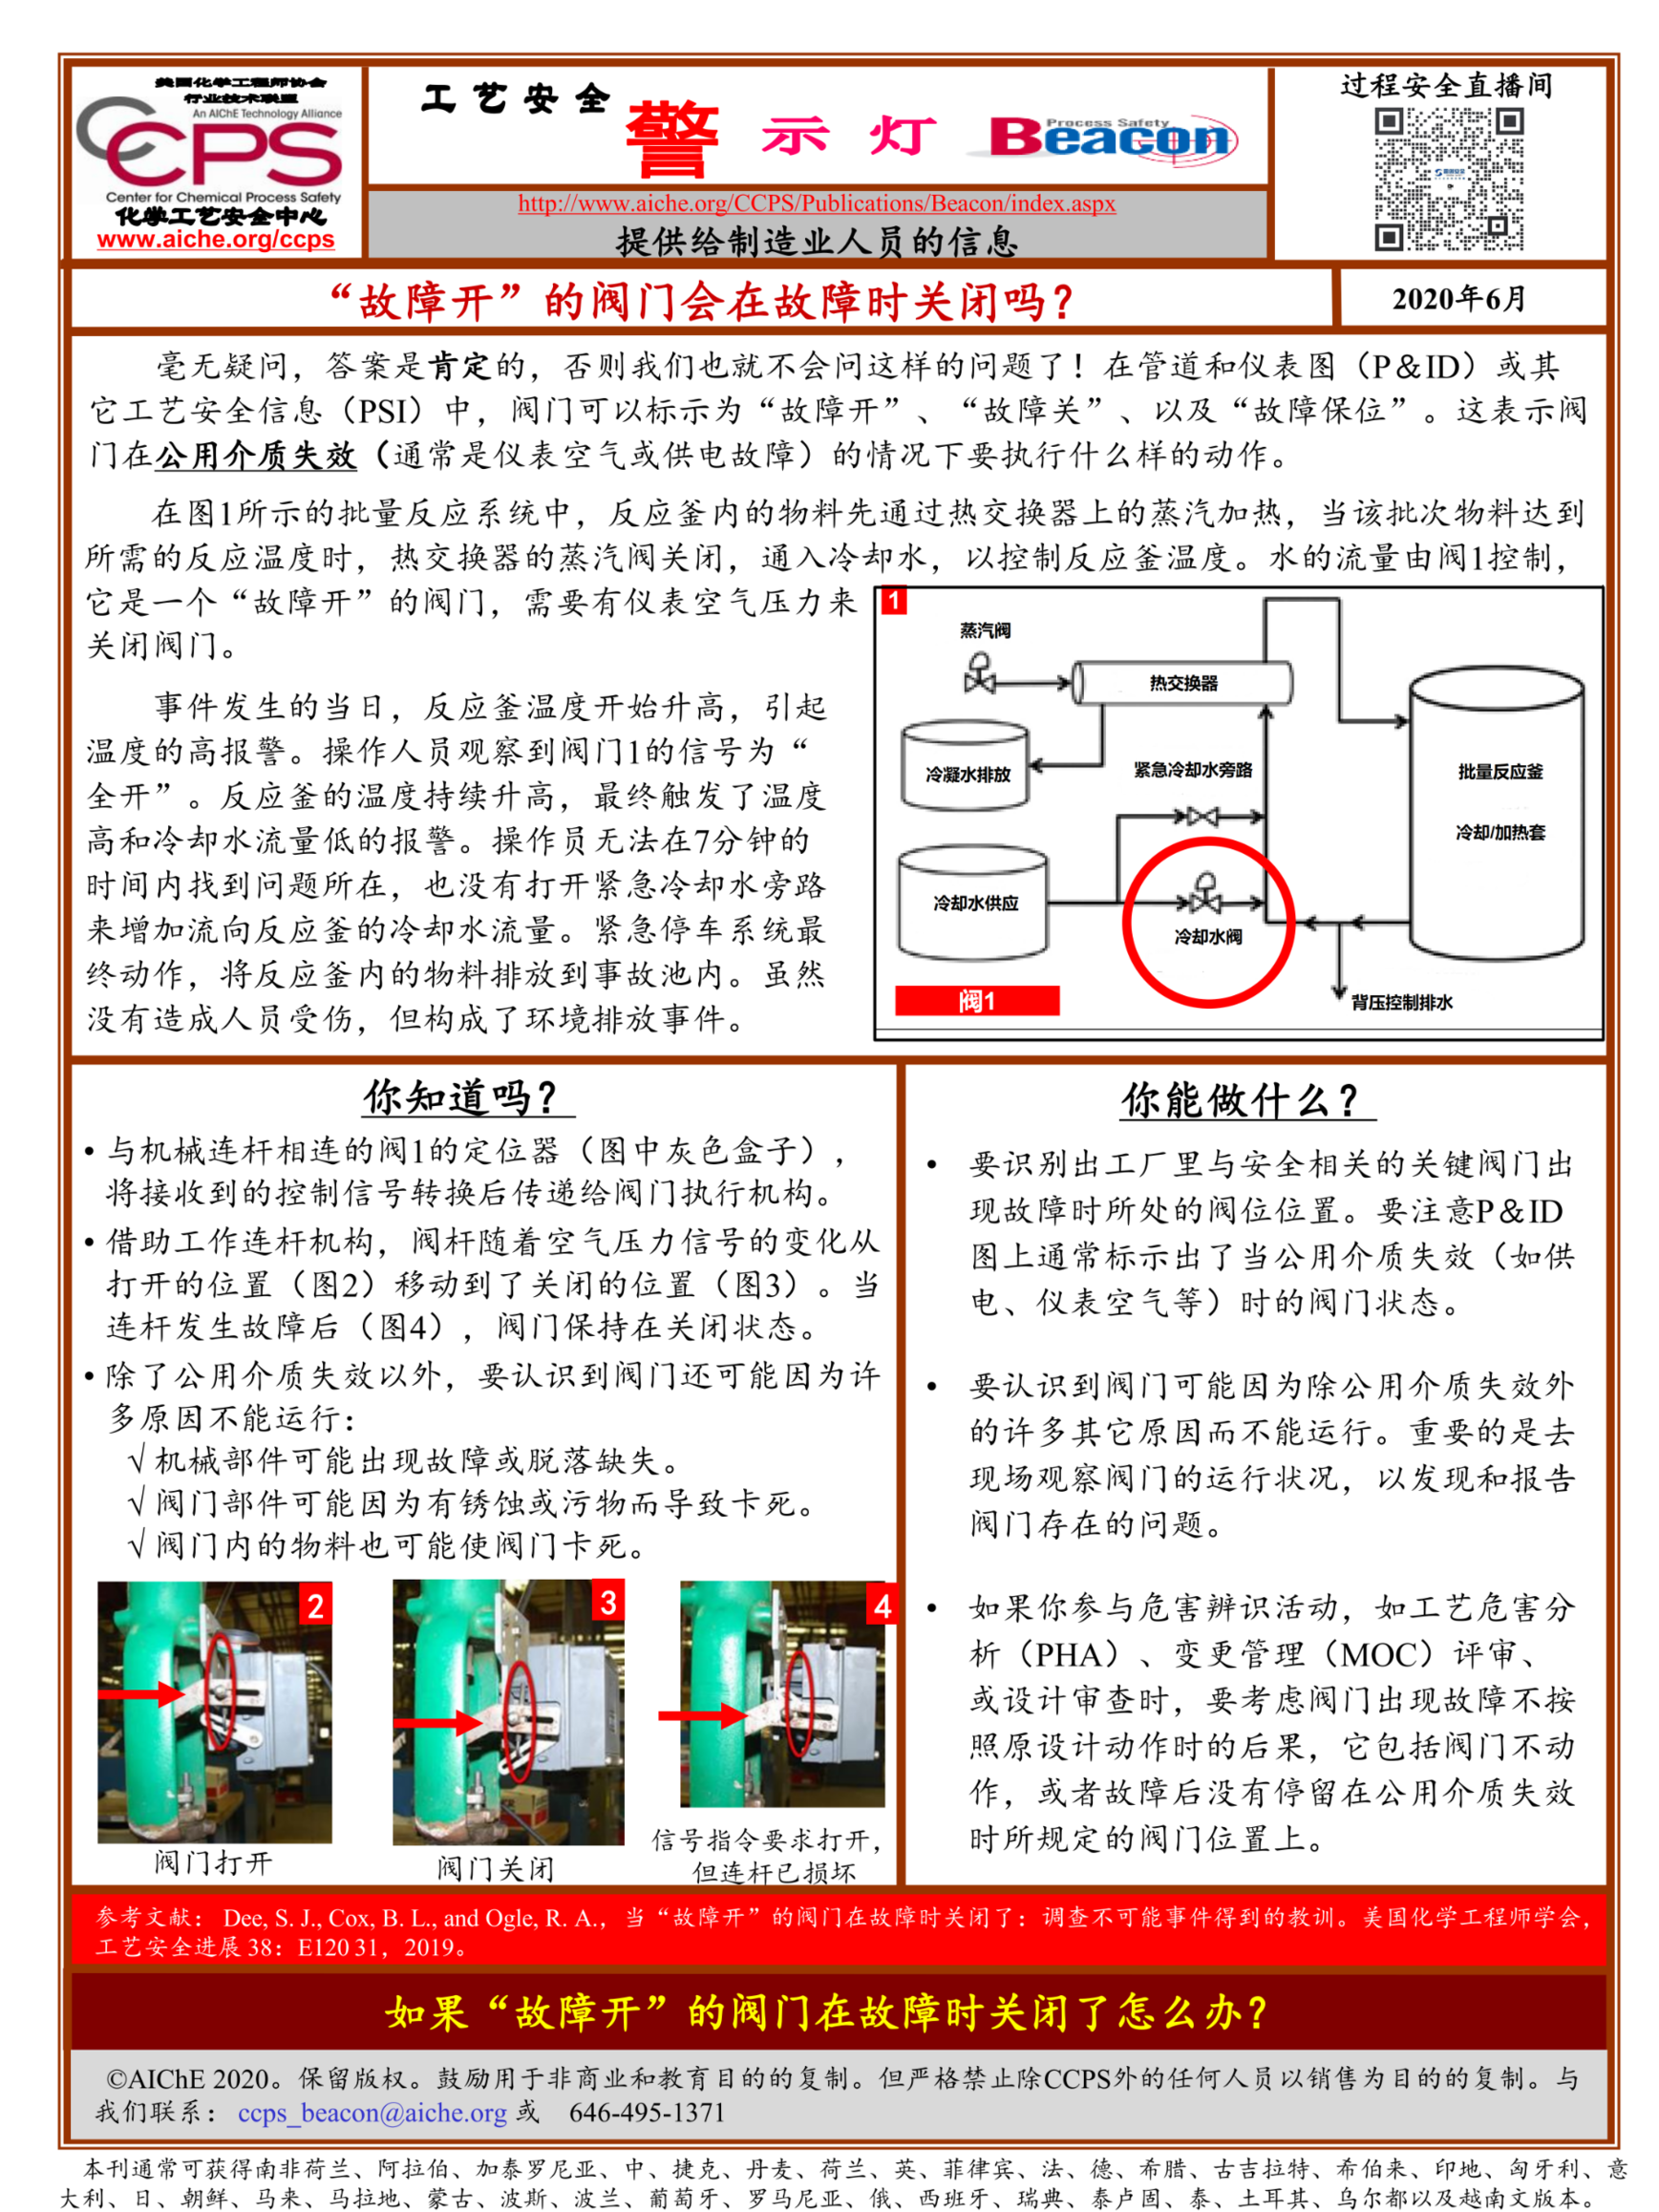 美国化学工程师协会
行业技术联盟
An AIChE Technology Alliance
CCPS
Center for Chemical Process Safety
化学工艺安全中心
www.aiche.org/ccps
工艺安全
警示灯
Process Safety
Beacon
http://www.aiche.org/CCPS/Publications/Beacon/index.aspx
提供给制造业人员的信息
过程安全直播间
“故障开”的阀门会在故障时关闭吗？
2020年6月
毫无疑问，答案是肯定的，否则我们也就不会问这样的问题了！在管道和仪表图（P＆ID）或其
它工艺安全信息（PSI）中，阀门可以标示为“故障开”、“故障关”、以及“故障保位”。这表示阀
门在公用介质失效（通常是仪表空气或供电故障）的情况下要执行什么样的动作。
在图1所示的批量反应系统中，反应釜内的物料先通过热交换器上的蒸汽加热，当该批次物料达到
所需的反应温度时，热交换器的蒸汽阀关闭，通入冷却水，以控制反应釜温度。水的流量由阀1控制，
它是一个“故障开”的阀门，需要有仪表空气压力来
关闭阀门。
事件发生的当日，反应釜温度开始升高，引起
温度的高报警。操作人员观察到阀门1的信号为“
全开”。反应釜的温度持续升高，最终触发了温度
高和冷却水流量低的报警。操作员无法在7分钟的
时间内找到问题所在，也没有打开紧急冷却水旁路
来增加流向反应釜的冷却水流量。紧急停车系统最
终动作，将反应釜内的物料排放到事故池内。虽然
没有造成人员受伤，但构成了环境排放事件。
1
蒸汽阀
热交换器
冷凝水排放
紧急冷却水旁路
批量反应釜
冷却/加热套
冷却水供应
冷却水阀
阀1
背压控制排水
你知道吗？
• 与机械连杆相连的阀1的定位器（图中灰色盒子），
将接收到的控制信号转换后传递给阀门执行机构。
• 借助工作连杆机构，阀杆随着空气压力信号的变化从
打开的位置（图2）移动到了关闭的位置（图3）。当
连杆发生故障后（图4），阀门保持在关闭状态。
• 除了公用介质失效以外，要认识到阀门还可能因为许
多原因不能运行：
√ 机械部件可能出现故障或脱落缺失。
√ 阀门部件可能因为有锈蚀或污物而导致卡死。
√ 阀门内的物料也可能使阀门卡死。
2
3
4
阀门打开
阀门关闭
信号指令要求打开，
但连杆已损坏
你能做什么？
• 要识别出工厂里与安全相关的关键阀门出
现故障时所处的阀位位置。要注意P＆ID
图上通常标示出了当公用介质失效（如供
电、仪表空气等）时的阀门状态。
• 要认识到阀门可能因为除公用介质失效外
的许多其它原因而不能运行。重要的是去
现场观察阀门的运行状况，以发现和报告
阀门存在的问题。
• 如果你参与危害辨识活动，如工艺危害分
析（PHA）、变更管理（MOC）评审、
或设计审查时，要考虑阀门出现故障不按
照原设计动作时的后果，它包括阀门不动
作，或者故障后没有停留在公用介质失效
时所规定的阀门位置上。
参考文献： Dee, S. J., Cox, B. L., and Ogle, R. A.，当“故障开”的阀门在故障时关闭了：调查不可能事件得到的教训。美国化学工程师学会，
工艺安全进展 38：E120 31，2019。
如果“故障开”的阀门在故障时关闭了怎么办？
©AIChE 2020。保留版权。鼓励用于非商业和教育目的的复制。但严格禁止除CCPS外的任何人员以销售为目的的复制。与
我们联系： ccps_beacon@aiche.org 或 646-495-1371
本刊通常可获得南非荷兰、阿拉伯、加泰罗尼亚、中、捷克、丹麦、荷兰、英、菲律宾、法、德、希腊、古吉拉特、希伯来、印地、匈牙利、意
大利、日、朝鲜、马来、马拉地、蒙古、波斯、波兰、葡萄牙、罗马尼亚、俄、西班牙、瑞典、泰卢固、泰、土耳其、乌尔都以及越南文版本。